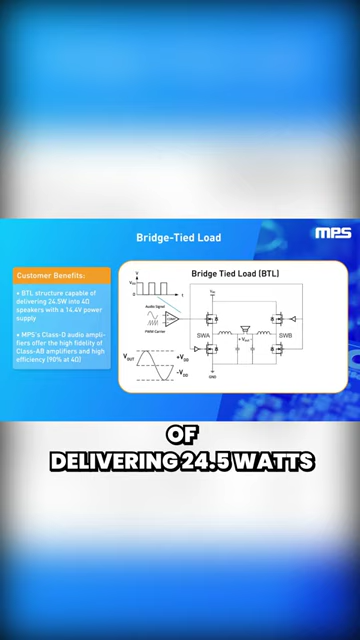 Bridge-Tied Load
mps
Customer Benefits:
• BTL structure capable of
delivering 24.5W into 4Ω
speakers with a 14.4V power
supply
• MPS's Class-D audio ampli-
fiers offer the high fidelity of
Class-AB amplifiers and high
efficiency (90% at 4Ω)
Bridge Tied Load (BTL)
V
t
Audio Signal
PWM Carrier
SWA
SWB
+ VOUT -
VOUT
+VDD
-VDD
GND
OF
DELIVERING 24.5 WATTS